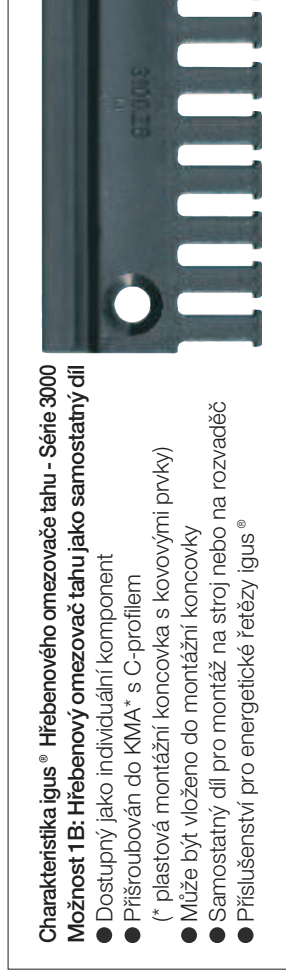 Charakteristika igus® Hřebenového omezovače tahu - Série 3000
Možnost 1B: Hřebenový omezovač tahu jako samostatný díl
● Dostupný jako individuální komponent
● Přišroubován do KMA* s C-profilem
(* plastová montážní koncovka s kovovými prvky)
● Může být vloženo do montážní koncovky
● Samostatný díl pro montáž na stroj nebo na rozvaděč
● Příslušenství pro energetické řetězy igus®